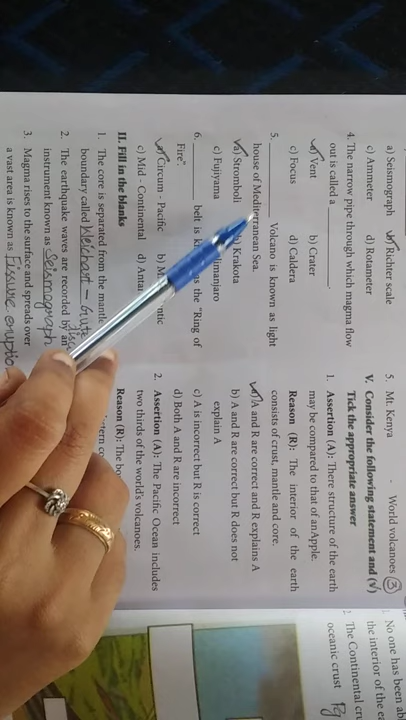 a) Seismograph b) Richter scale
c) Ammeter d) Rotameter
4. The narrow pipe through which magma flow
out is called a ________.
a) Vent b) Crater
c) Focus d) Caldera
5. ________ Volcano is known as light
house of Mediterranean Sea.
a) Stromboli b) Krakota
c) Fujiyama
6. ________ belt is the "Ring of
Fire".
a) Circum - Pacific b)
c) Mid - Continental d)
II. Fill in the blanks
1. The core is separated from the mantle
boundary called Weichart - 
2. The earthquake waves are recorded by an
instrument known as Seismograph
3. Magma rises to the surface and spreads over
a vast area is known as Fissure
5. Mt. Kenya - World volcanoes 3
V. Consider the following statement and (√)
Tick the appropriate answer
1. Assertion (A): There structure of the earth
may be compared to that of anApple.
Reason (R): The interior of the earth
consists of crust, mantle and core.
a) A and R are correct and R explains A
b) A and R are correct but R does not
explain A
c) A is incorrect but R is correct
d) Both A and R are incorrect
2. Assertion (A): The Pacific Ocean includes
two thirds of the world's volcanoes.
Reason (R): The
No one has been
the interior of the
The Continental
oceanic crust